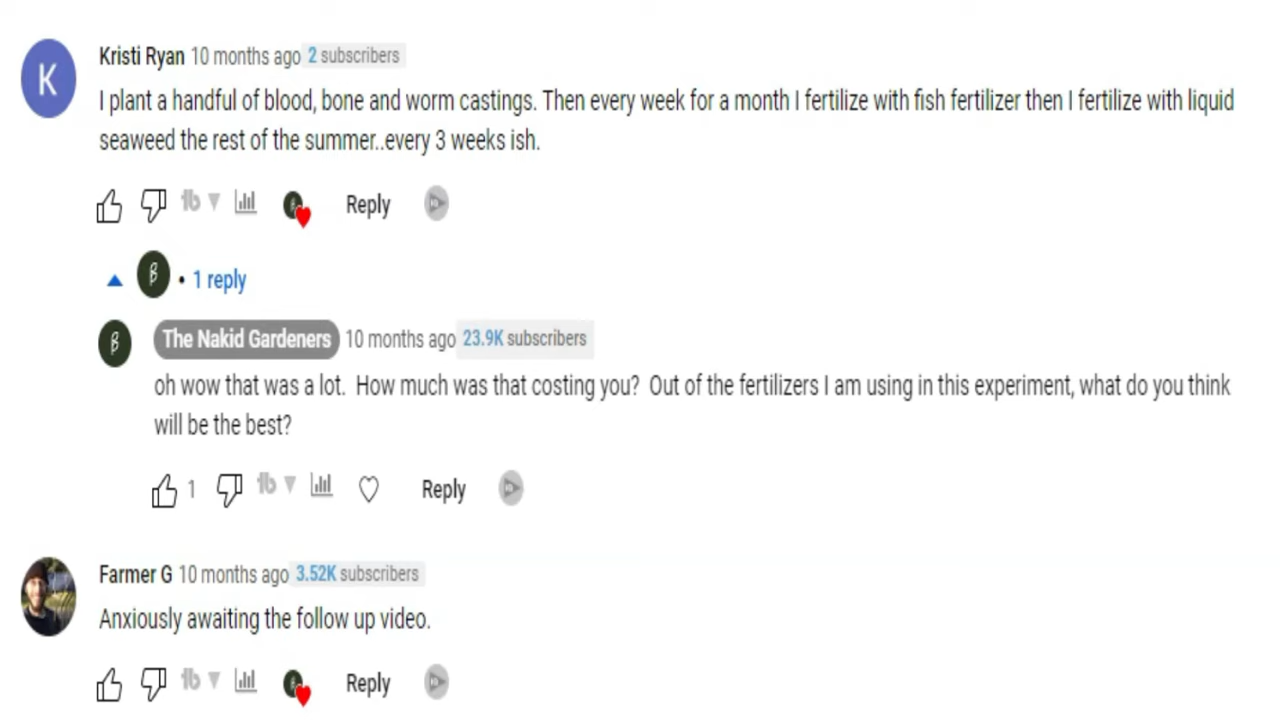 K
Kristi Ryan 10 months ago 2 subscribers
I plant a handful of blood, bone and worm castings. Then every week for a month I fertilize with fish fertilizer then I fertilize with liquid
seaweed the rest of the summer..every 3 weeks ish.
tb Reply
β • 1 reply
β The Nakid Gardeners 10 months ago 23.9K subscribers
oh wow that was a lot. How much was that costing you? Out of the fertilizers I am using in this experiment, what do you think
will be the best?
1 tb Reply
Farmer G 10 months ago 3.52K subscribers
Anxiously awaiting the follow up video.
tb Reply